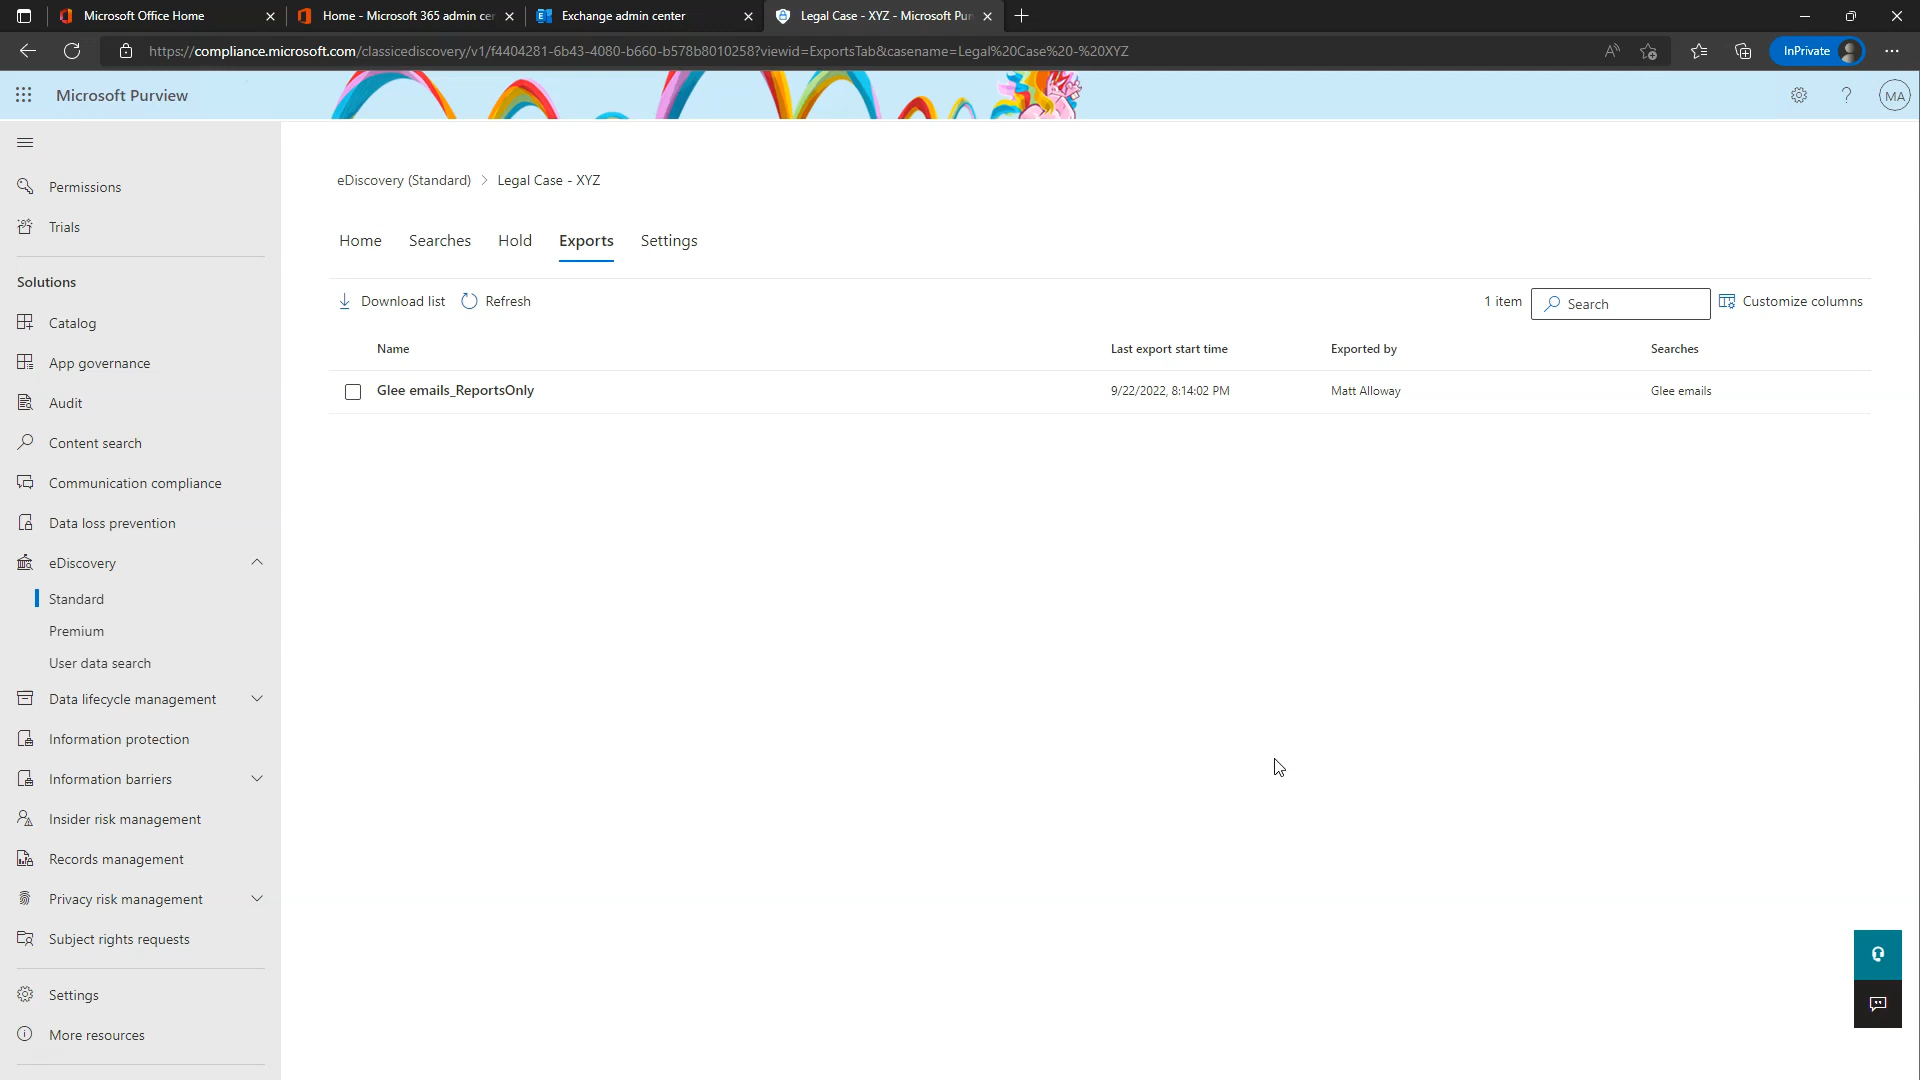 Microsoft Office Home
Home - Microsoft 365 admin cer
Exchange admin center
Legal Case - XYZ - Microsoft Pur
https://compliance.microsoft.com/classicediscovery/v1/f4404281-6b43-4080-b660-b578b8010258?viewid=ExportsTab&casename=Legal%20Case%20-%20XYZ
InPrivate
Microsoft Purview
MA
Permissions
Trials
Solutions
Catalog
App governance
Audit
Content search
Communication compliance
Data loss prevention
eDiscovery
Standard
Premium
User data search
Data lifecycle management
Information protection
Information barriers
Insider risk management
Records management
Privacy risk management
Subject rights requests
Settings
More resources
eDiscovery (Standard) > Legal Case - XYZ
Home Searches Hold Exports Settings
Download list Refresh 1 item Search Customize columns
Name Last export start time Exported by Searches
Glee emails_ReportsOnly 9/22/2022, 8:14:02 PM Matt Alloway Glee emails